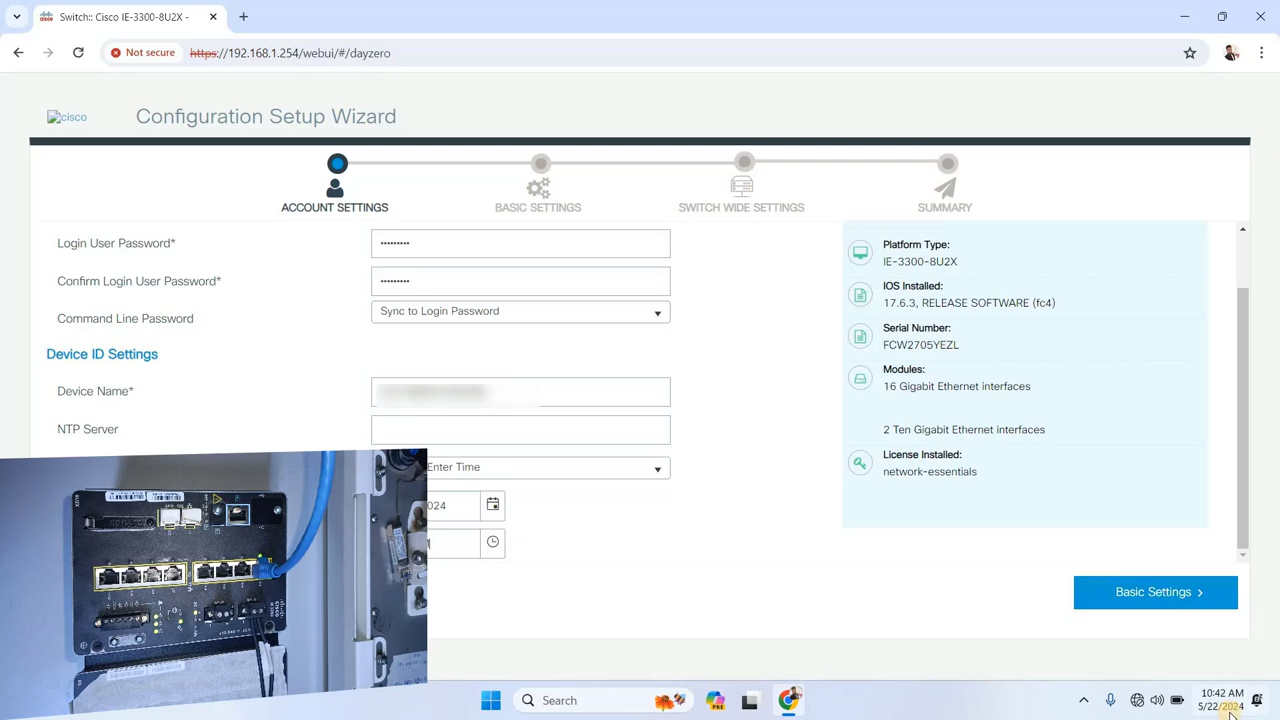 Switch:: Cisco IE-3300-8U2X -
Not secure
https://192.168.1.254/webui/#/dayzero
cisco
Configuration Setup Wizard
ACCOUNT SETTINGS
BASIC SETTINGS
SWITCH WIDE SETTINGS
SUMMARY
Login User Password*
•••••••••
Confirm Login User Password*
•••••••••
Command Line Password
Sync to Login Password
Device ID Settings
Device Name*
NTP Server
Enter Time
024
Platform Type:
IE-3300-8U2X
IOS Installed:
17.6.3, RELEASE SOFTWARE (fc4)
Serial Number:
FCW2705YEZL
Modules:
16 Gigabit Ethernet interfaces
2 Ten Gigabit Ethernet interfaces
License Installed:
network-essentials
Basic Settings
Search
PRE
10:42 AM
5/22/2024